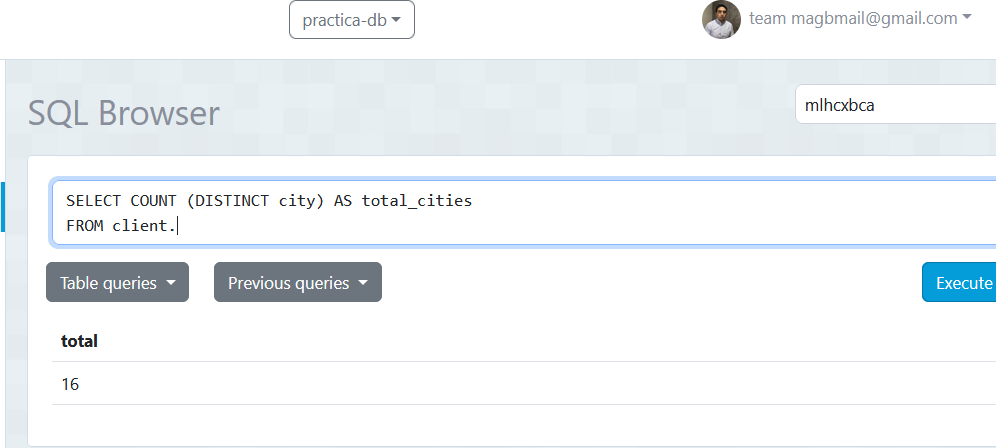 practica-db
team magbmail@gmail.com
SQL Browser
mlhcxbca
SELECT COUNT (DISTINCT city) AS total_cities
FROM client.
Table queries
Previous queries
Execute
total
16